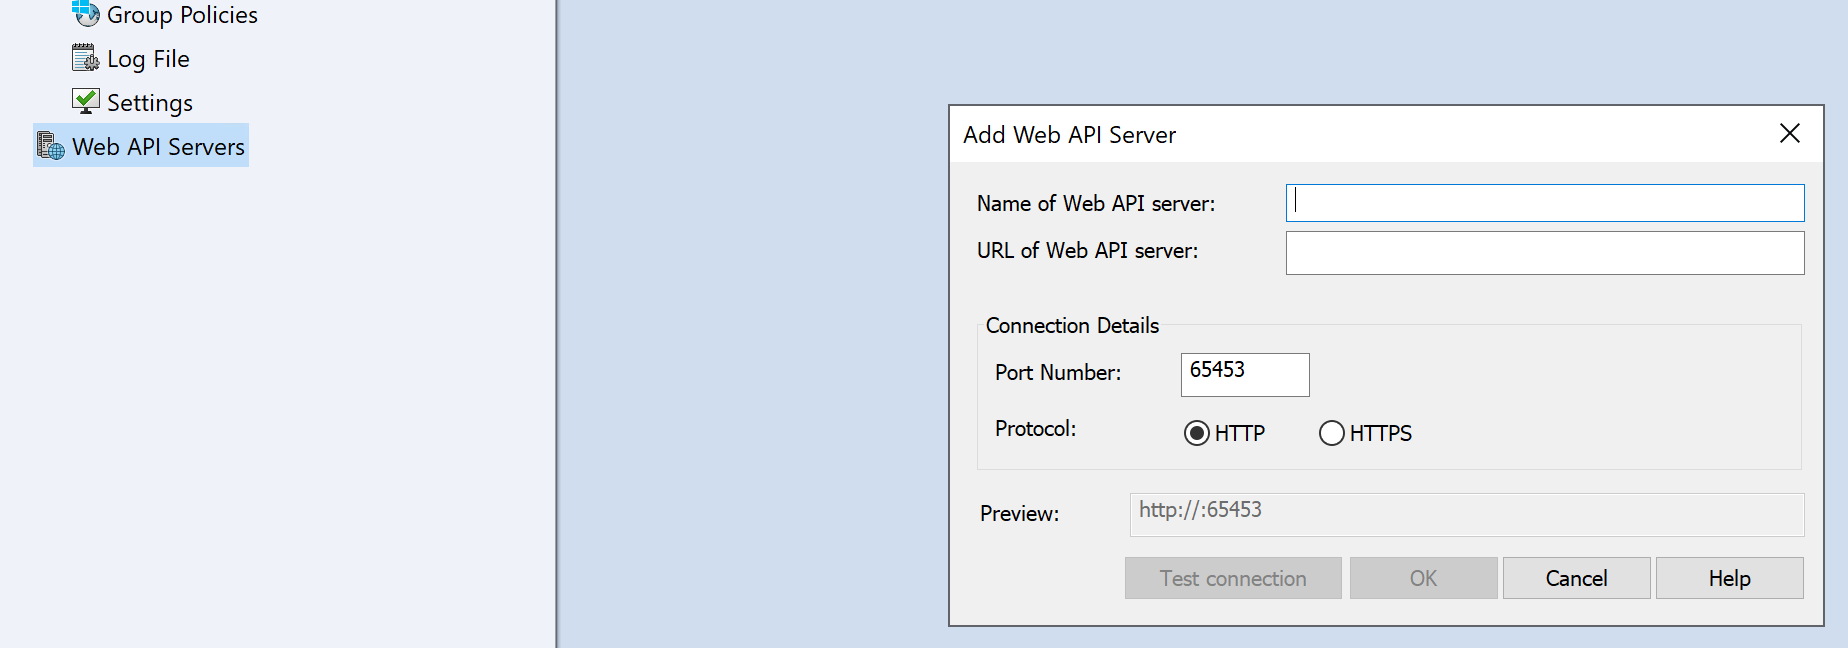 Group Policies
Log File
Settings
Web API Servers
Add Web API Server
Name of Web API server:
URL of Web API server:
Connection Details
Port Number: 65453
Protocol: HTTP HTTPS
Preview: http://:65453
Test connection OK Cancel Help